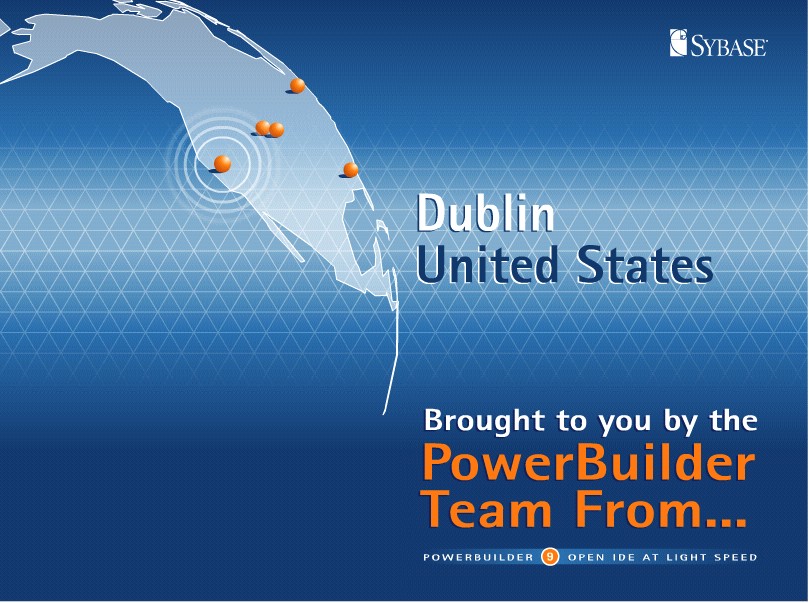 SYBASE
Dublin
United States
Brought to you by the
PowerBuilder
Team From...
POWERBUILDER 9 OPEN IDE AT LIGHT SPEED